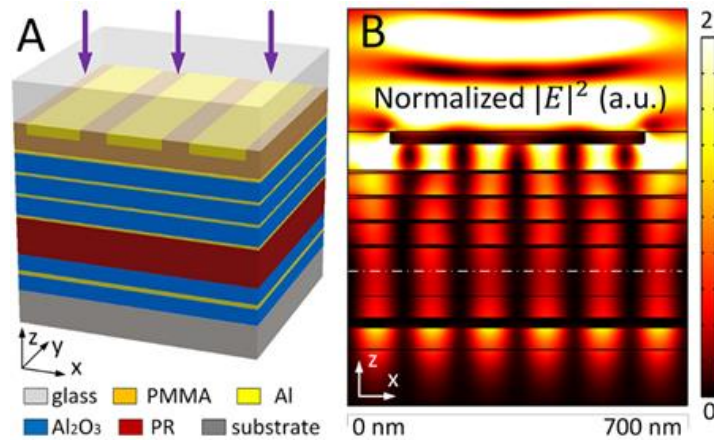 A
z
y
x
glass PMMA Al
Al₂O₃ PR substrate
B
Normalized |E|² (a.u.)
z
x
0 nm 700 nm
2
0